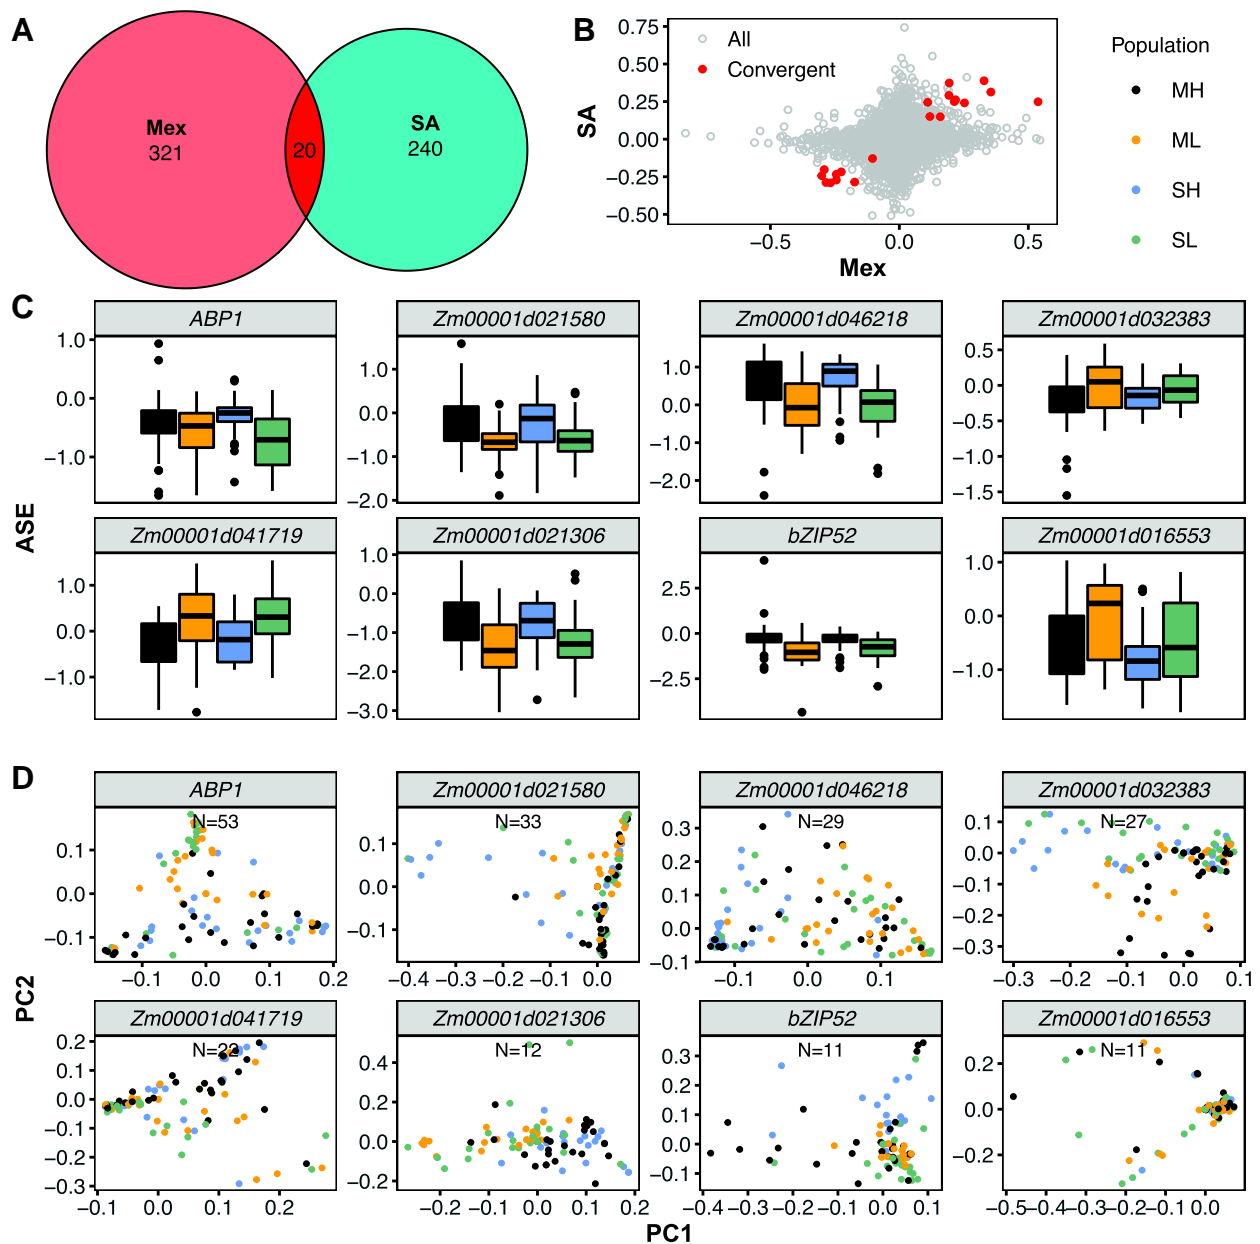 A
Mex
321
20
SA
240
B
SA
0.75
0.50
0.25
0.00
−0.25
−0.50
All
Convergent
−0.5
0.0
0.5
Mex
Population
MH
ML
SH
SL
C
ASE
ABP1
1.0
0.0
−1.0
Zm00001d021580
1.0
0.0
−1.0
−2.0
Zm00001d046218
1.0
0.0
−1.0
−2.0
Zm00001d032383
0.5
0.0
−0.5
−1.0
−1.5
Zm00001d041719
1.0
0.0
−1.0
Zm00001d021306
1.0
0.0
−1.0
−2.0
−3.0
bZIP52
2.5
0.0
−2.5
Zm00001d016553
1.0
0.0
−1.0
D
PC2
ABP1
N=53
0.1
0.0
−0.1
−0.1 0.0 0.1 0.2
Zm00001d021580
N=33
0.1
0.0
−0.1
−0.4 −0.3 −0.2 −0.1 0.0
Zm00001d046218
N=29
0.3
0.2
0.1
0.0
−0.1
−0.1 0.0 0.1
Zm00001d032383
N=27
0.1
0.0
−0.1
−0.2
−0.3
−0.3 −0.2 −0.1 0.0 0.1
Zm00001d041719
N=22
0.2
0.1
0.0
−0.1
−0.2
−0.3
−0.1 0.0 0.1 0.2
Zm00001d021306
N=12
0.4
0.2
0.0
−0.2
−0.2 −0.1 0.0 0.1 0.2
bZIP52
N=11
0.3
0.2
0.1
0.0
−0.1
−0.4 −0.3 −0.2 −0.1 0.0 0.1
Zm00001d016553
N=11
0.2
0.0
−0.2
−0.5 −0.4 −0.3 −0.2 −0.1 0.0
PC1